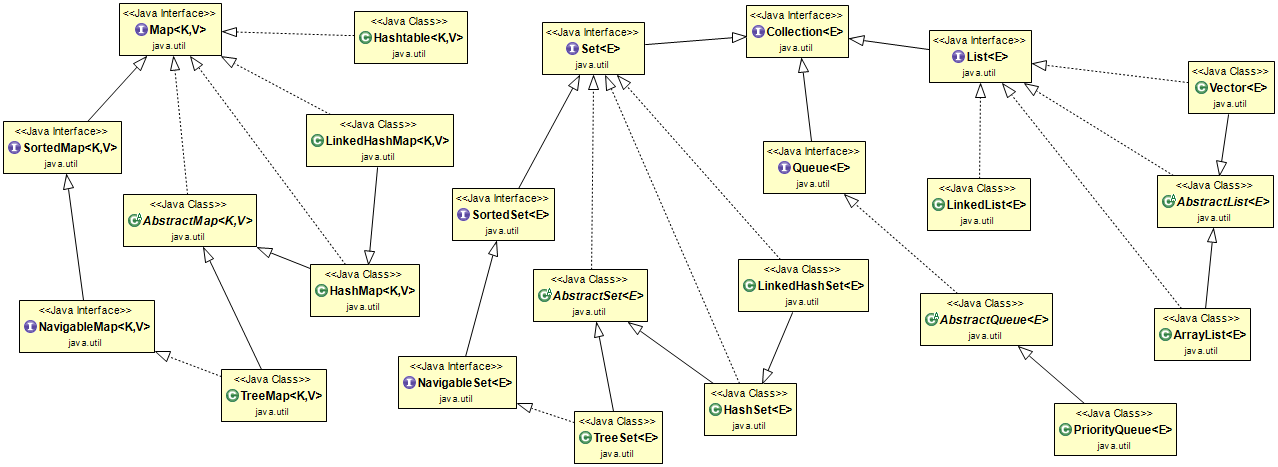 <<Java Interface>>
Map<K,V>
java.util
<<Java Class>>
Hashtable<K,V>
java.util
<<Java Interface>>
Set<E>
java.util
<<Java Interface>>
Collection<E>
java.util
<<Java Interface>>
List<E>
java.util
<<Java Class>>
Vector<E>
java.util
<<Java Interface>>
SortedMap<K,V>
java.util
<<Java Class>>
LinkedHashMap<K,V>
java.util
<<Java Interface>>
Queue<E>
java.util
<<Java Class>>
LinkedList<E>
java.util
<<Java Class>>
AbstractList<E>
java.util
<<Java Class>>
AbstractMap<K,V>
java.util
<<Java Interface>>
SortedSet<E>
java.util
<<Java Class>>
HashMap<K,V>
java.util
<<Java Class>>
AbstractSet<E>
java.util
<<Java Class>>
LinkedHashSet<E>
java.util
<<Java Interface>>
NavigableMap<K,V>
java.util
<<Java Class>>
AbstractQueue<E>
java.util
<<Java Class>>
ArrayList<E>
java.util
<<Java Class>>
TreeMap<K,V>
java.util
<<Java Interface>>
NavigableSet<E>
java.util
<<Java Class>>
HashSet<E>
java.util
<<Java Class>>
TreeSet<E>
java.util
<<Java Class>>
PriorityQueue<E>
java.util